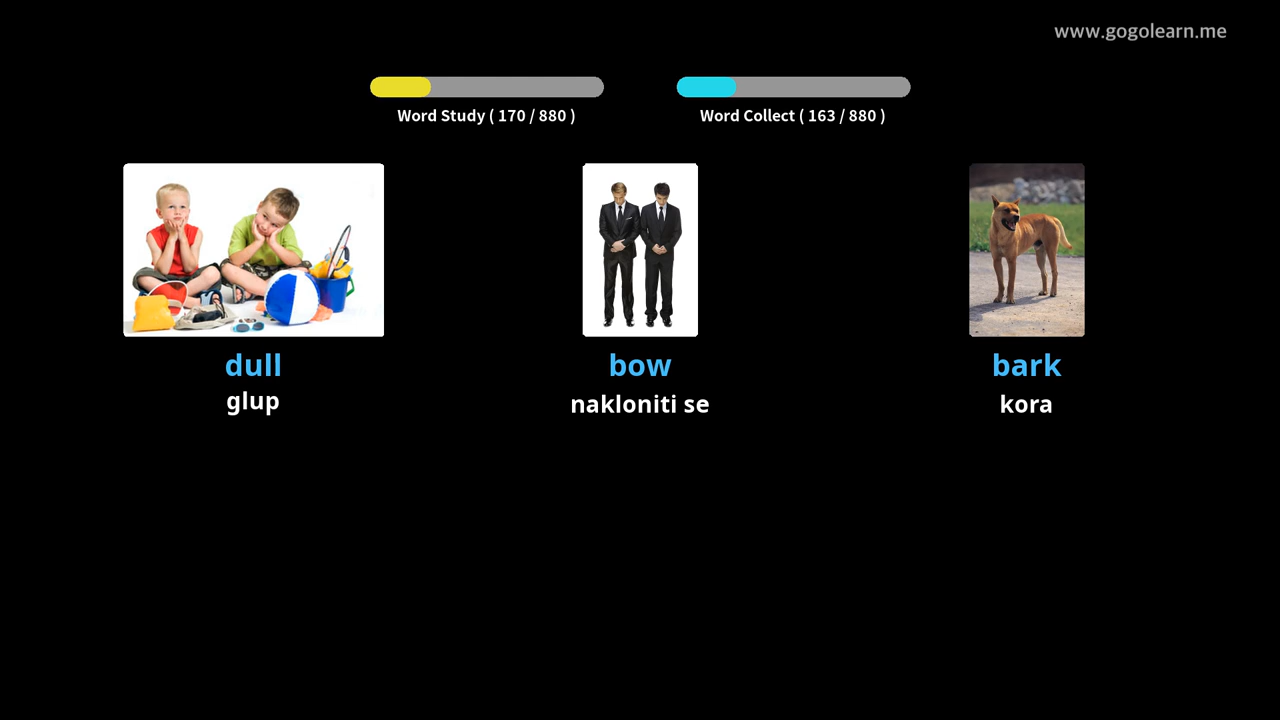 www.gogolearn.me
Word Study ( 170 / 880 )
Word Collect ( 163 / 880 )
dull
bow
bark
glup
nakloniti se
kora